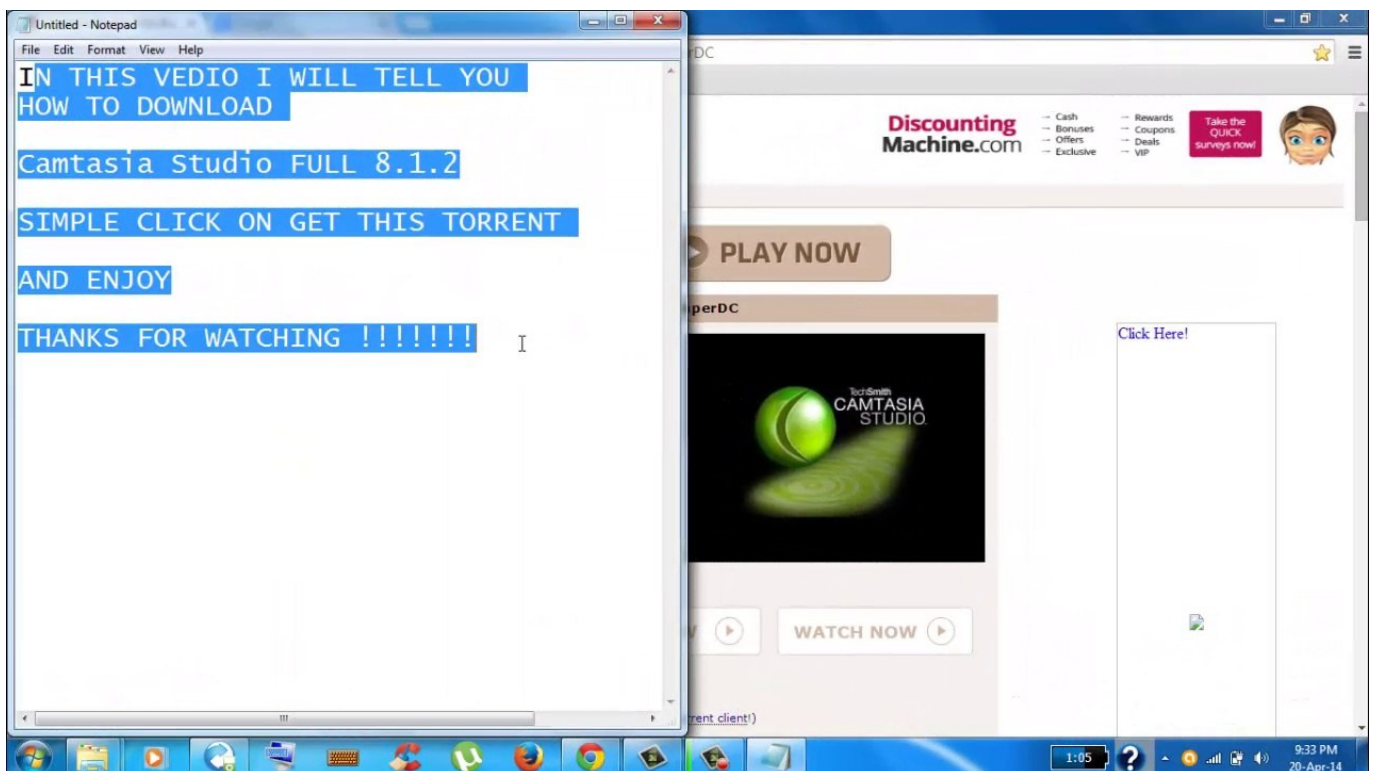 Untitled - Notepad
File Edit Format View Help
IN THIS VEDIO I WILL TELL YOU
HOW TO DOWNLOAD
Camtasia Studio FULL 8.1.2
SIMPLE CLICK ON GET THIS TORRENT
AND ENJOY
THANKS FOR WATCHING !!!!!!!
rDC
Discounting
Machine.com
→ Cash
→ Bonuses
→ Offers
→ Exclusive
→ Rewards
→ Coupons
→ Deals
→ VIP
Take the
QUICK
surveys now!
PLAY NOW
perDC
TechSmith
CAMTASIA
STUDIO
Click Here!
WATCH NOW
rent client!)
1:05
9:33 PM
20-Apr-14